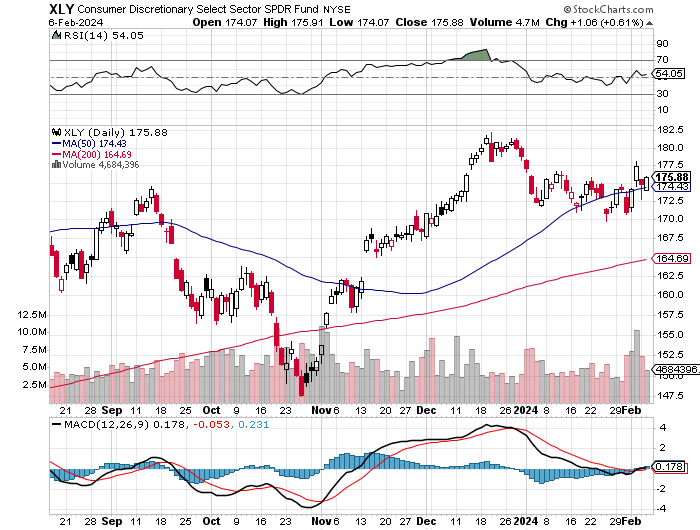 XLY Consumer Discretionary Select Sector SPDR Fund NYSE © StockCharts.com
6-Feb-2024 Open 174.07 High 175.91 Low 174.07 Close 175.88 Volume 4.7M Chg +1.06 (+0.61%)
RSI(14) 54.05
90
70
54.05
30
10
XLY (Daily) 175.88
MA(50) 174.43
MA(200) 164.69
Volume 4,684,396
182.5
180.0
177.5
175.88
174.43
172.5
170.0
167.5
164.69
162.5
160.0
157.5
155.0
152.5
150.0
147.5
12.5M
10.0M
7.5M
5.0M
2.5M
4684396
21 28 Sep 11 18 25 Oct 9 16 23 Nov 6 13 20 27 Dec 11 18 26 2024 8 16 22 29 Feb
MACD(12,26,9) 0.178, -0.053, 0.231
4
2
0.178
-2
-4
21 28 Sep 11 18 25 Oct 9 16 23 Nov 6 13 20 27 Dec 11 18 26 2024 8 16 22 29 Feb